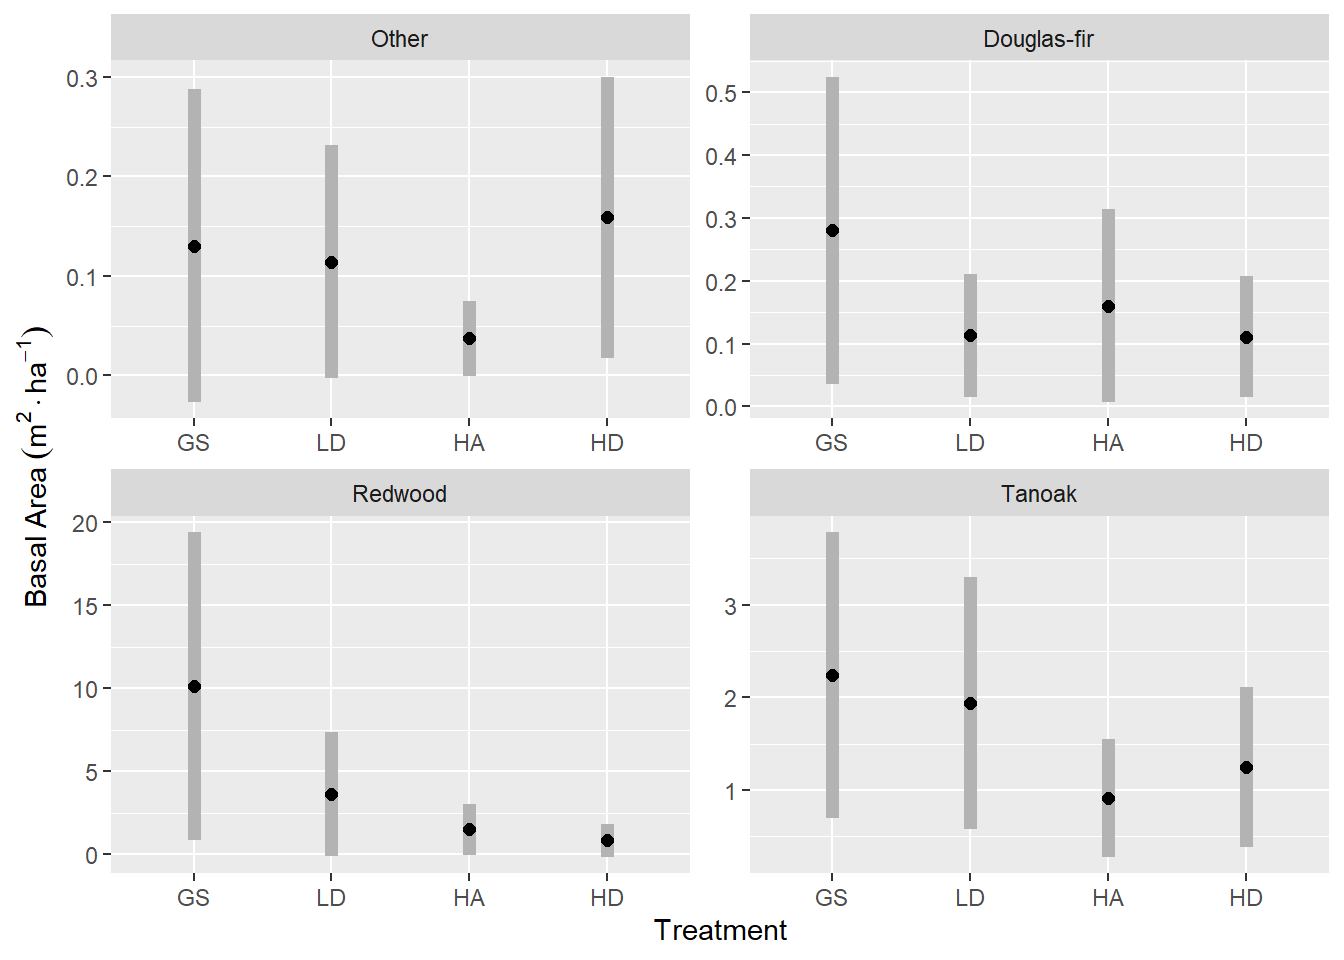 Other
Douglas-fir
0.3
0.2
0.1
0.0
0.5
0.4
0.3
0.2
0.1
0.0
GS LD HA HD
GS LD HA HD
Redwood
Tanoak
20
15
10
5
0
3
2
1
GS LD HA HD
GS LD HA HD
Basal Area (m² · ha⁻¹)
Treatment